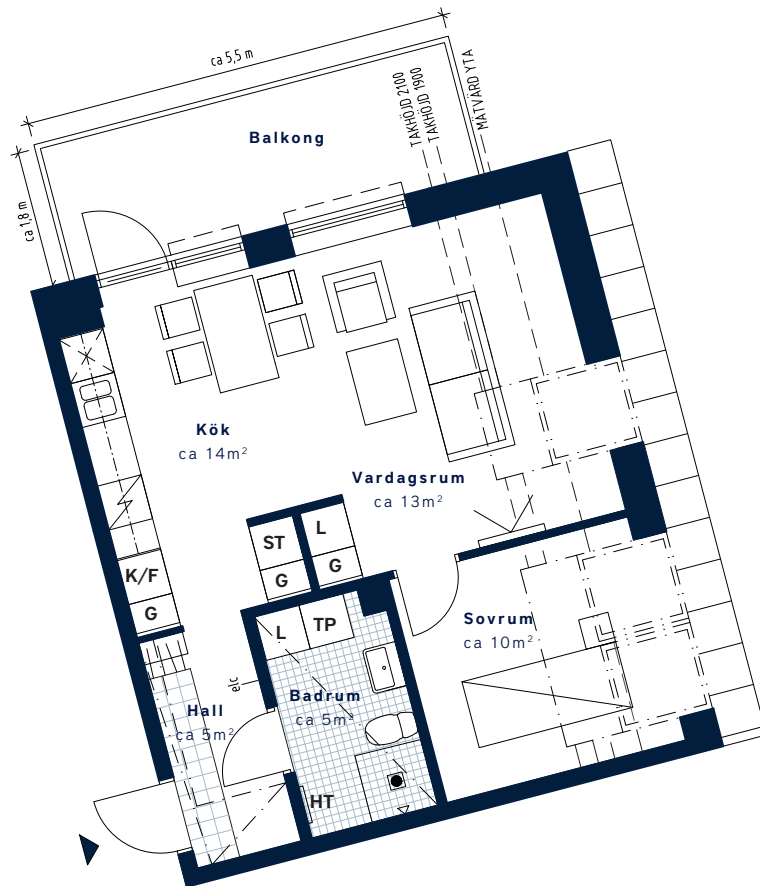 ca 5,5 m
TAKHÖJD 2100
TAKHÖJD 1900
MÄTVÄRD YTA
Balkong
ca 1,8 m
Kök
ca 14m²
Vardagsrum
ca 13m²
ST
L
G
G
K/F
G
L
TP
Sovrum
ca 10m²
elc
Badrum
ca 5m²
Hall
ca 5m²
HT